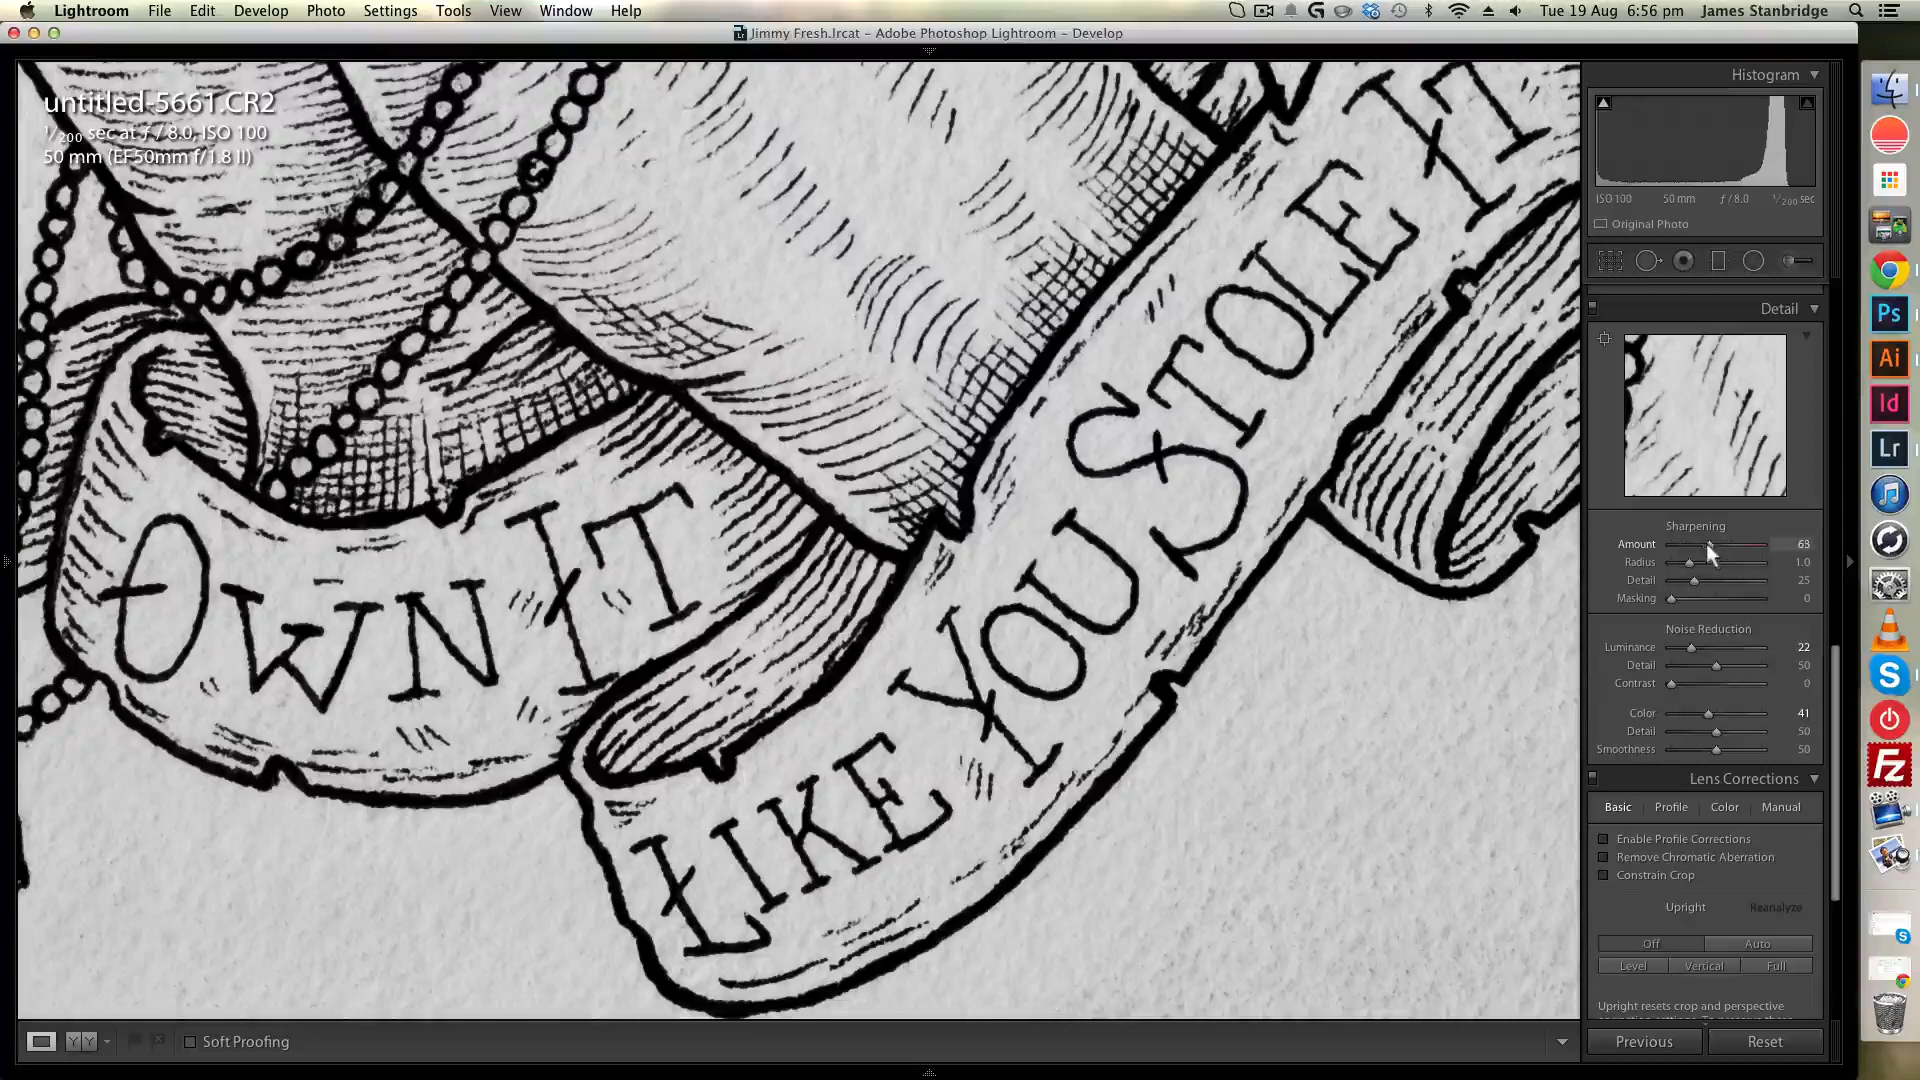 Lightroom File Edit Develop Photo Settings Tools View Window Help
Tue 19 Aug 6:56 pm James Stanbridge
Jimmy Fresh.lrcat - Adobe Photoshop Lightroom - Develop
untitled-5661.CR2
1/200 sec at ƒ / 8.0, ISO 100
50 mm (EF50mm f/1.8 II)
OWN IT
LIKE YOU STOLE IT
Histogram
ISO 100 50 mm ƒ / 8.0 1/200 sec
Original Photo
Detail
Sharpening
Amount 63
Radius 1.0
Detail 25
Masking 0
Noise Reduction
Luminance 22
Detail 50
Contrast 0
Color 41
Detail 50
Smoothness 50
Lens Corrections
Basic Profile Color Manual
Enable Profile Corrections
Remove Chromatic Aberration
Constrain Crop
Upright Reanalyze
Off Auto
Level Vertical Full
Upright resets crop and perspective
Previous Reset
Soft Proofing
Ps
Ai
Id
Lr